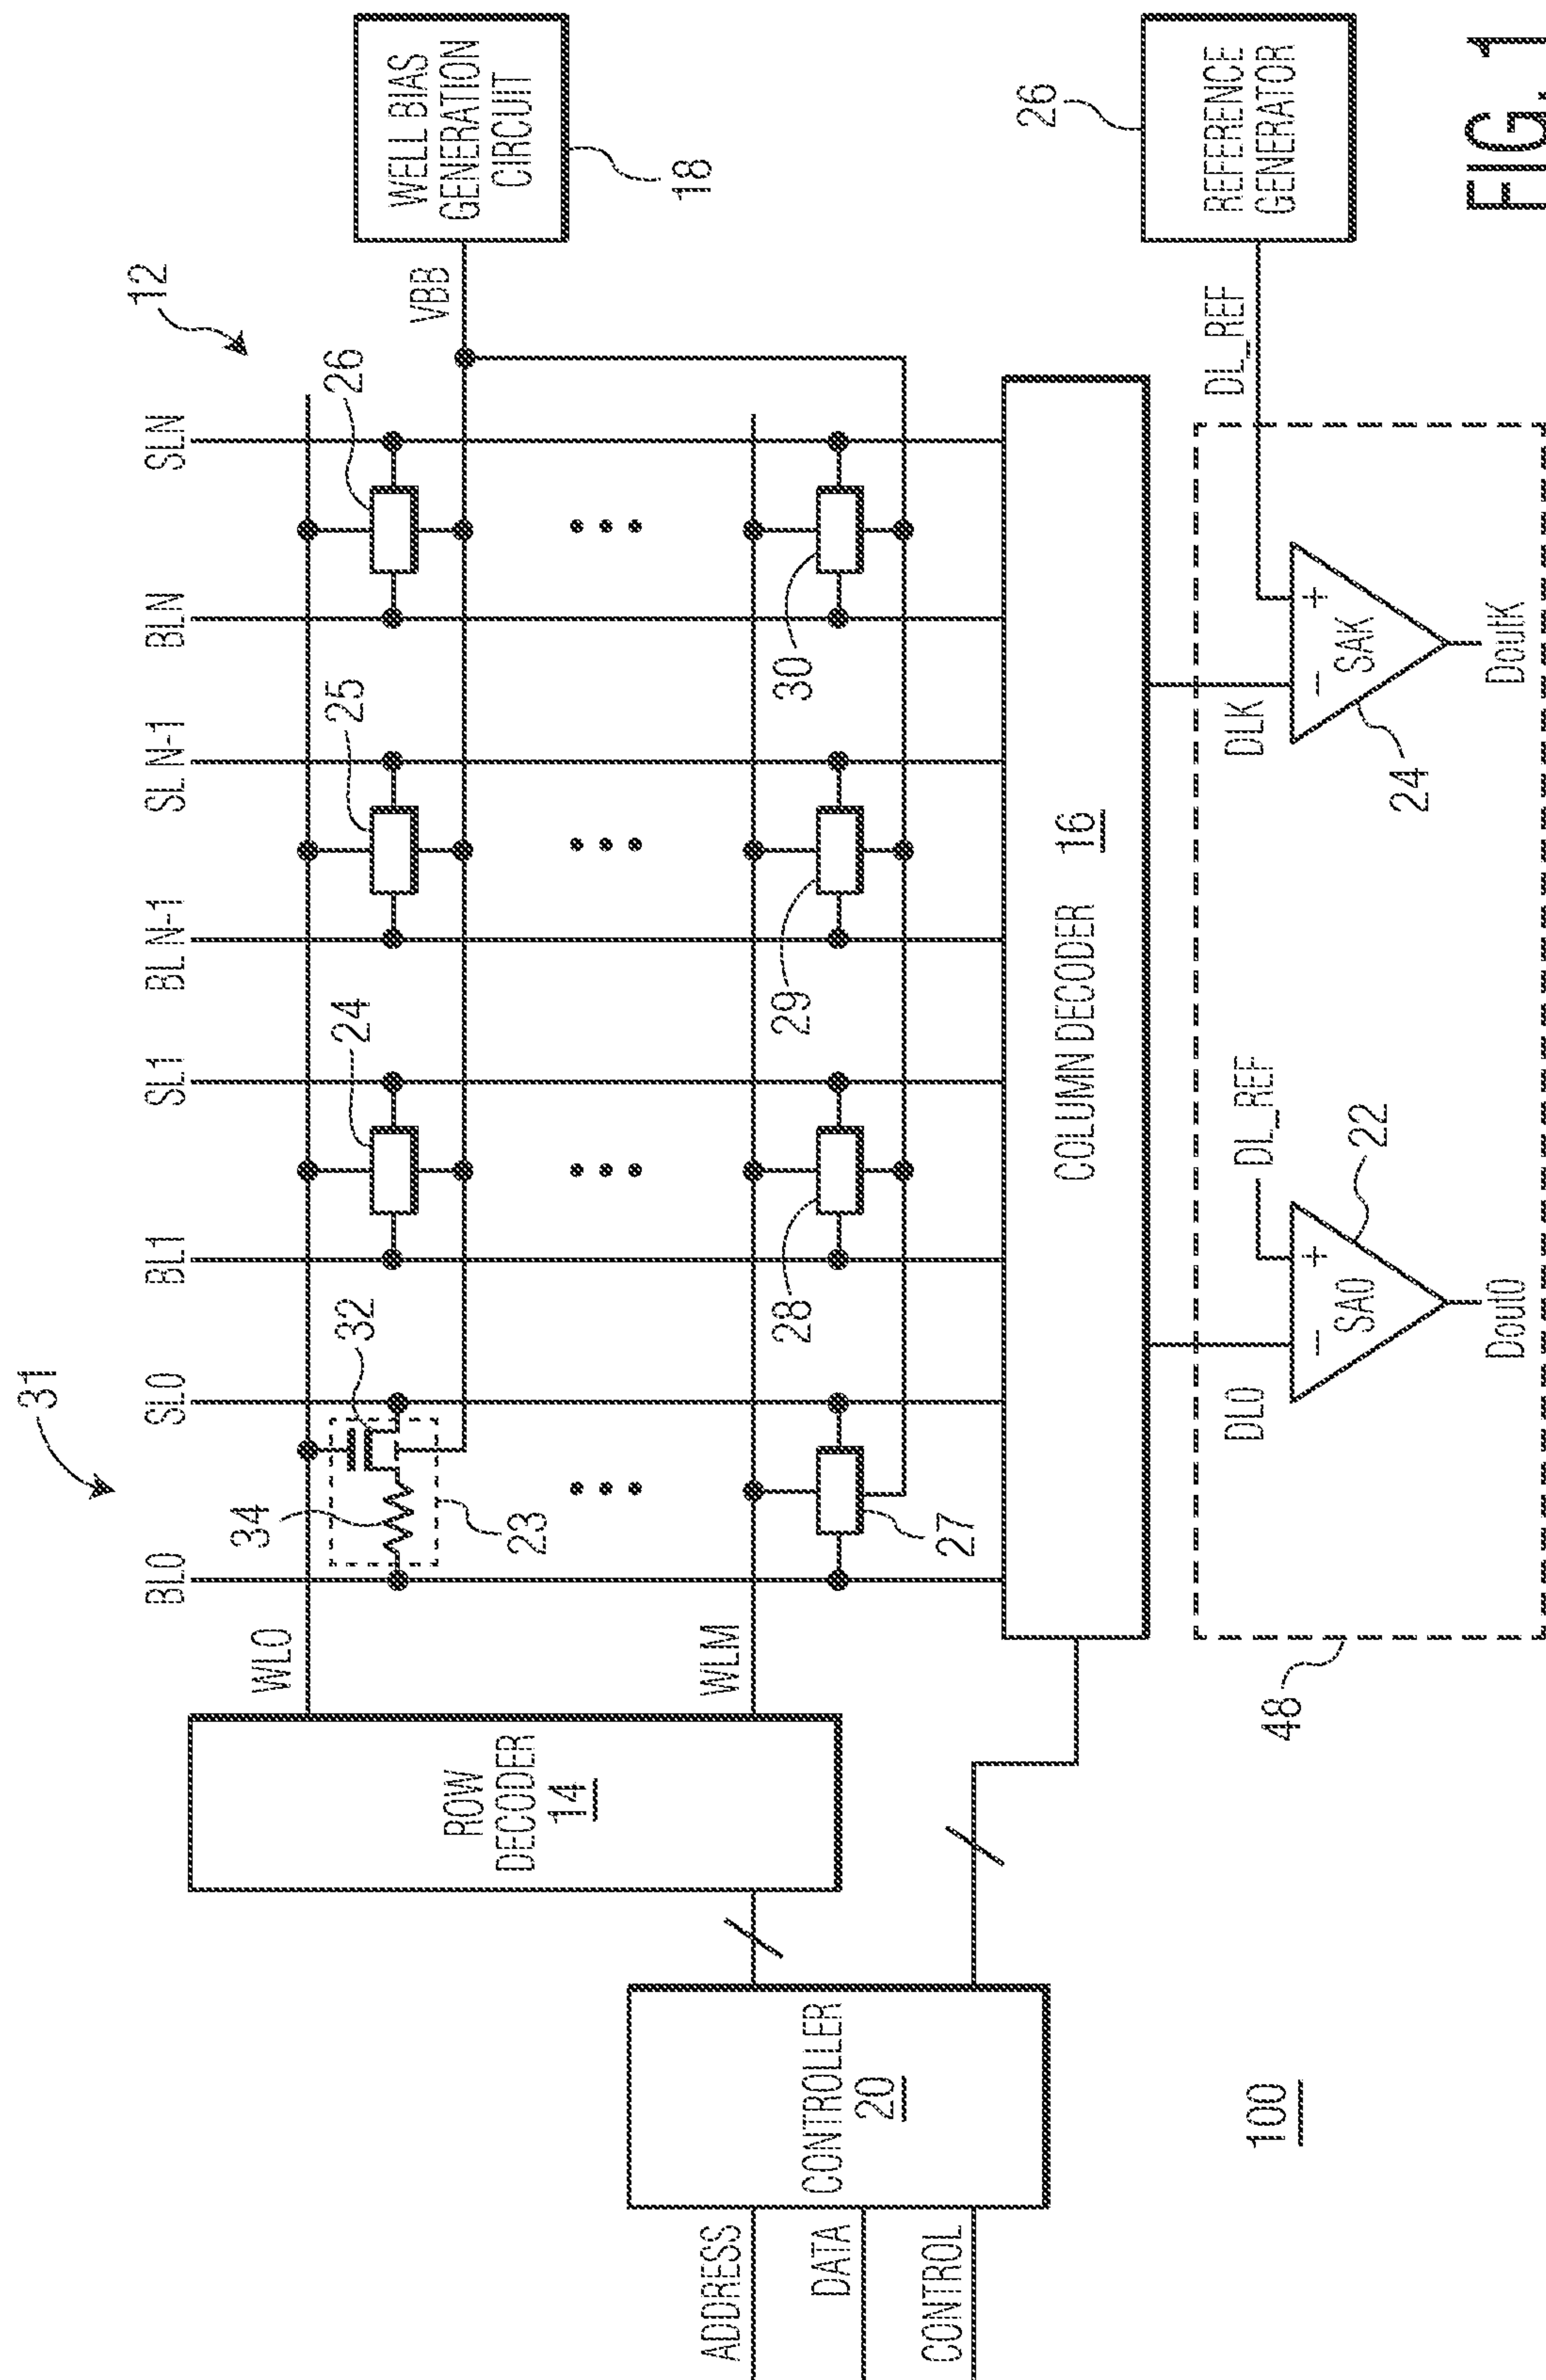 31
12
BL0
SL0
BL1
SL1
BL N-1
SL N-1
BLN
SLN
WL0
34
32
24
25
26
VBB
WELL BIAS
GENERATION
CIRCUIT
18
23
ROW
DECODER
14
WLM
27
28
29
30
ADDRESS
DATA
CONTROL
CONTROLLER
20
COLUMN DECODER 16
26
REFERENCE
GENERATOR
DL_REF
48
DL0
DL_REF
- +
SA0
22
Dout0
DLK
- +
SAK
24
DoutK
100
FIG. 1